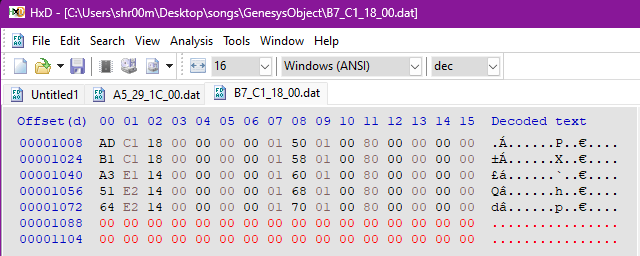 HxD - [C:\Users\shr00m\Desktop\songs\GenesysObject\B7_C1_18_00.dat]
File Edit Search View Analysis Tools Window Help
16 Windows (ANSI) dec
Untitled1 A5_29_1C_00.dat B7_C1_18_00.dat
Offset(d) 00 01 02 03 04 05 06 07 08 09 10 11 12 13 14 15 Decoded text
00001008 AD C1 18 00 00 00 00 01 50 01 00 80 00 00 00 00 .Á......P..€....
00001024 B1 C1 18 00 00 00 00 01 58 01 00 80 00 00 00 00 ±Á......X..€....
00001040 A3 E1 14 00 00 00 00 01 60 01 00 80 00 00 00 00 £á......`..€....
00001056 51 E2 14 00 00 00 00 01 68 01 00 80 00 00 00 00 Qâ......h..€....
00001072 64 E2 14 00 00 00 00 01 70 01 00 80 00 00 00 00 dâ......p..€....
00001088 00 00 00 00 00 00 00 00 00 00 00 00 00 00 00 00 ................
00001104 00 00 00 00 00 00 00 00 00 00 00 00 00 00 00 00 ................